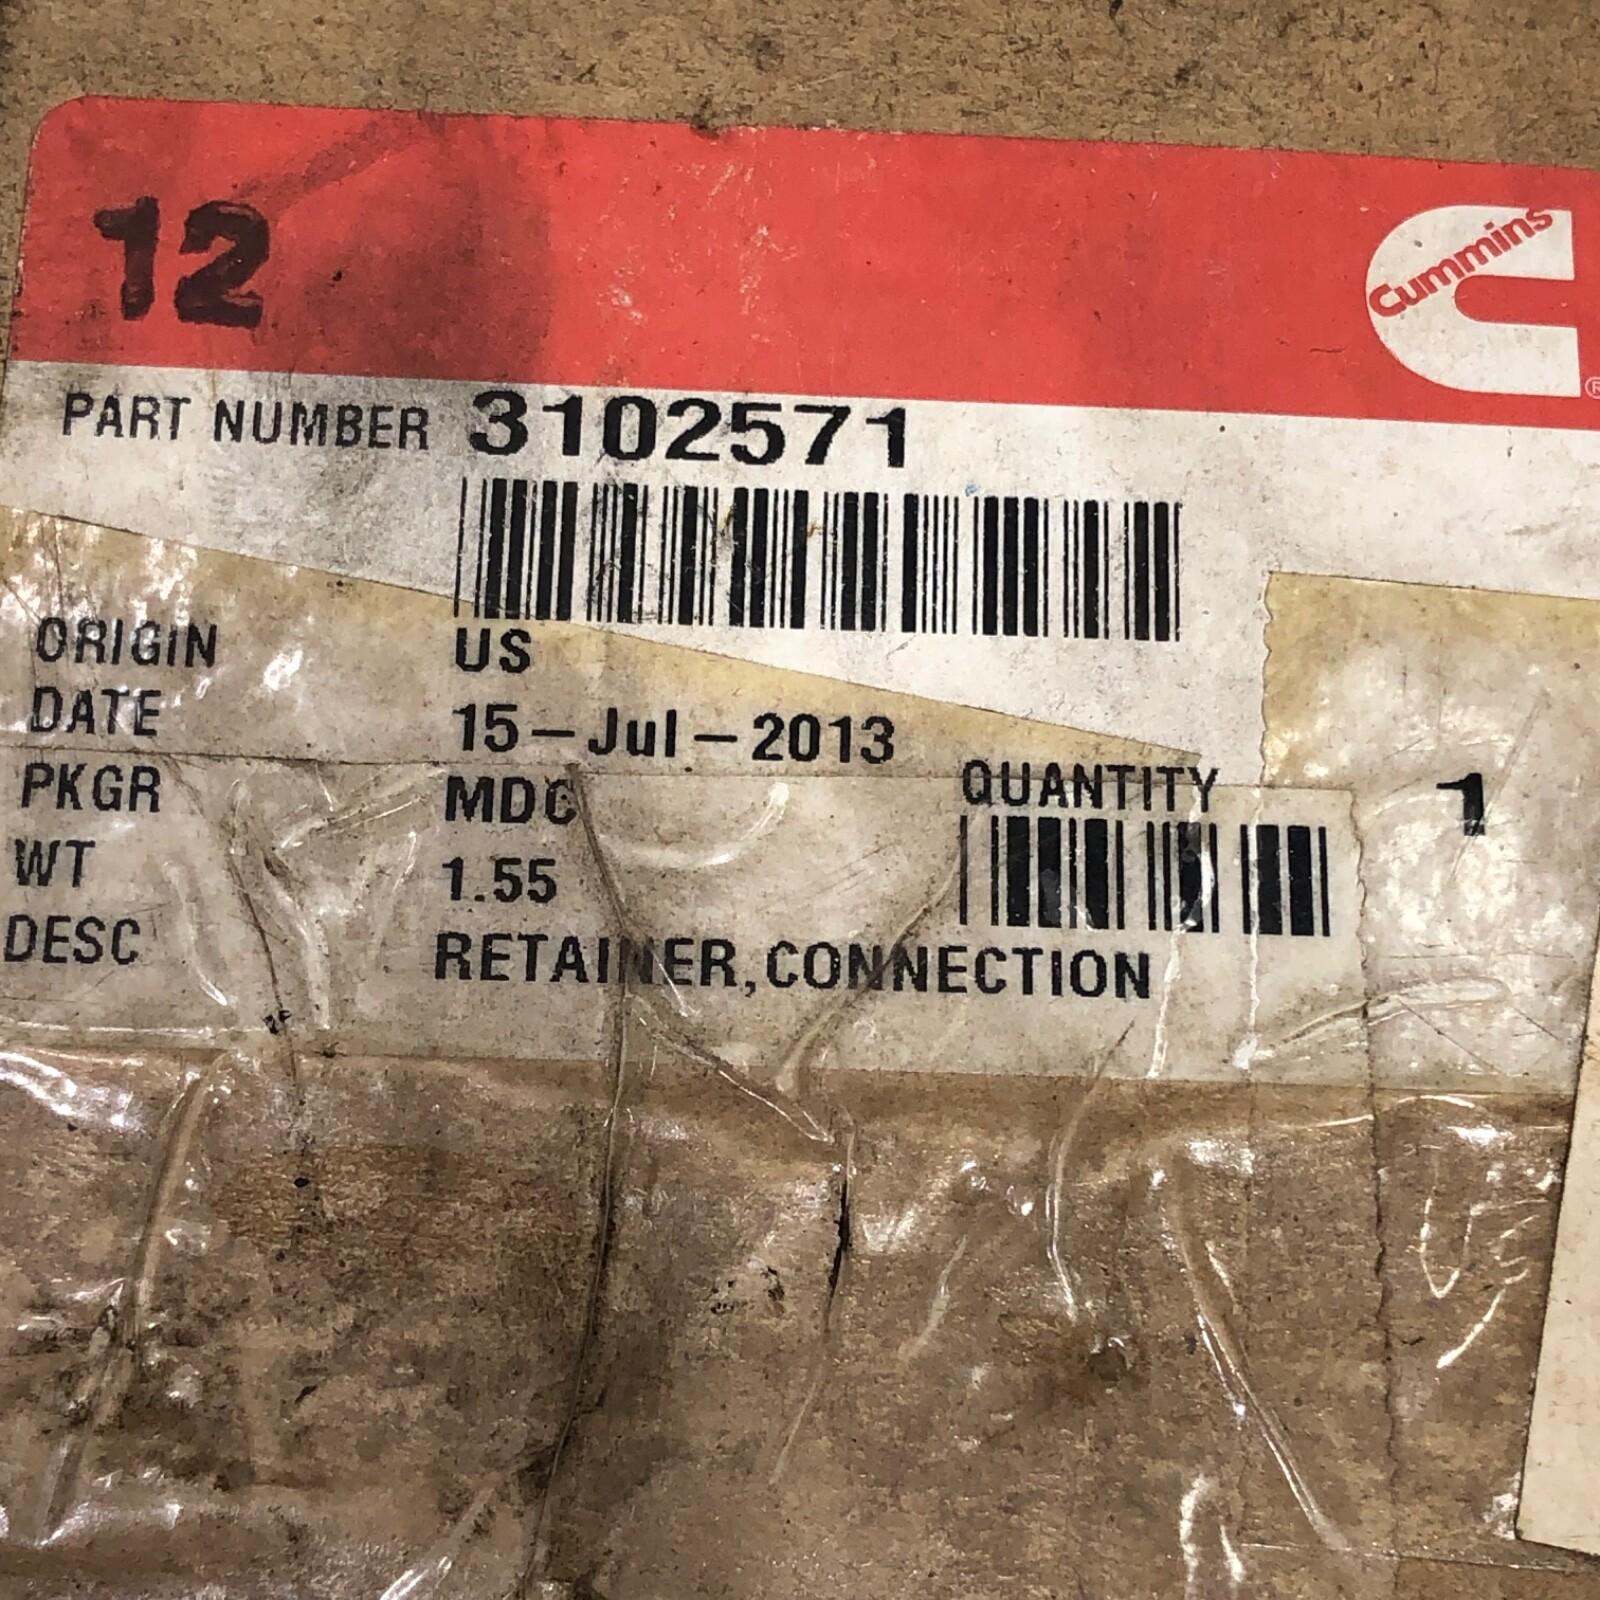 12
Cummins
®
PART NUMBER 3102571
ORIGIN US
DATE 15-Jul-2013
PKGR MDC QUANTITY 1
WT 1.55
DESC RETAINER,CONNECTION